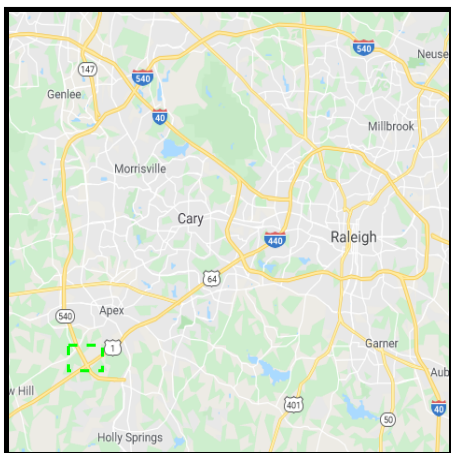 540
540
Neuse
147
Genlee
40
Millbrook
Morrisville
Cary
Raleigh
440
64
Apex
540
1
Garner
w Hill
Aub
401
40
50
Holly Springs